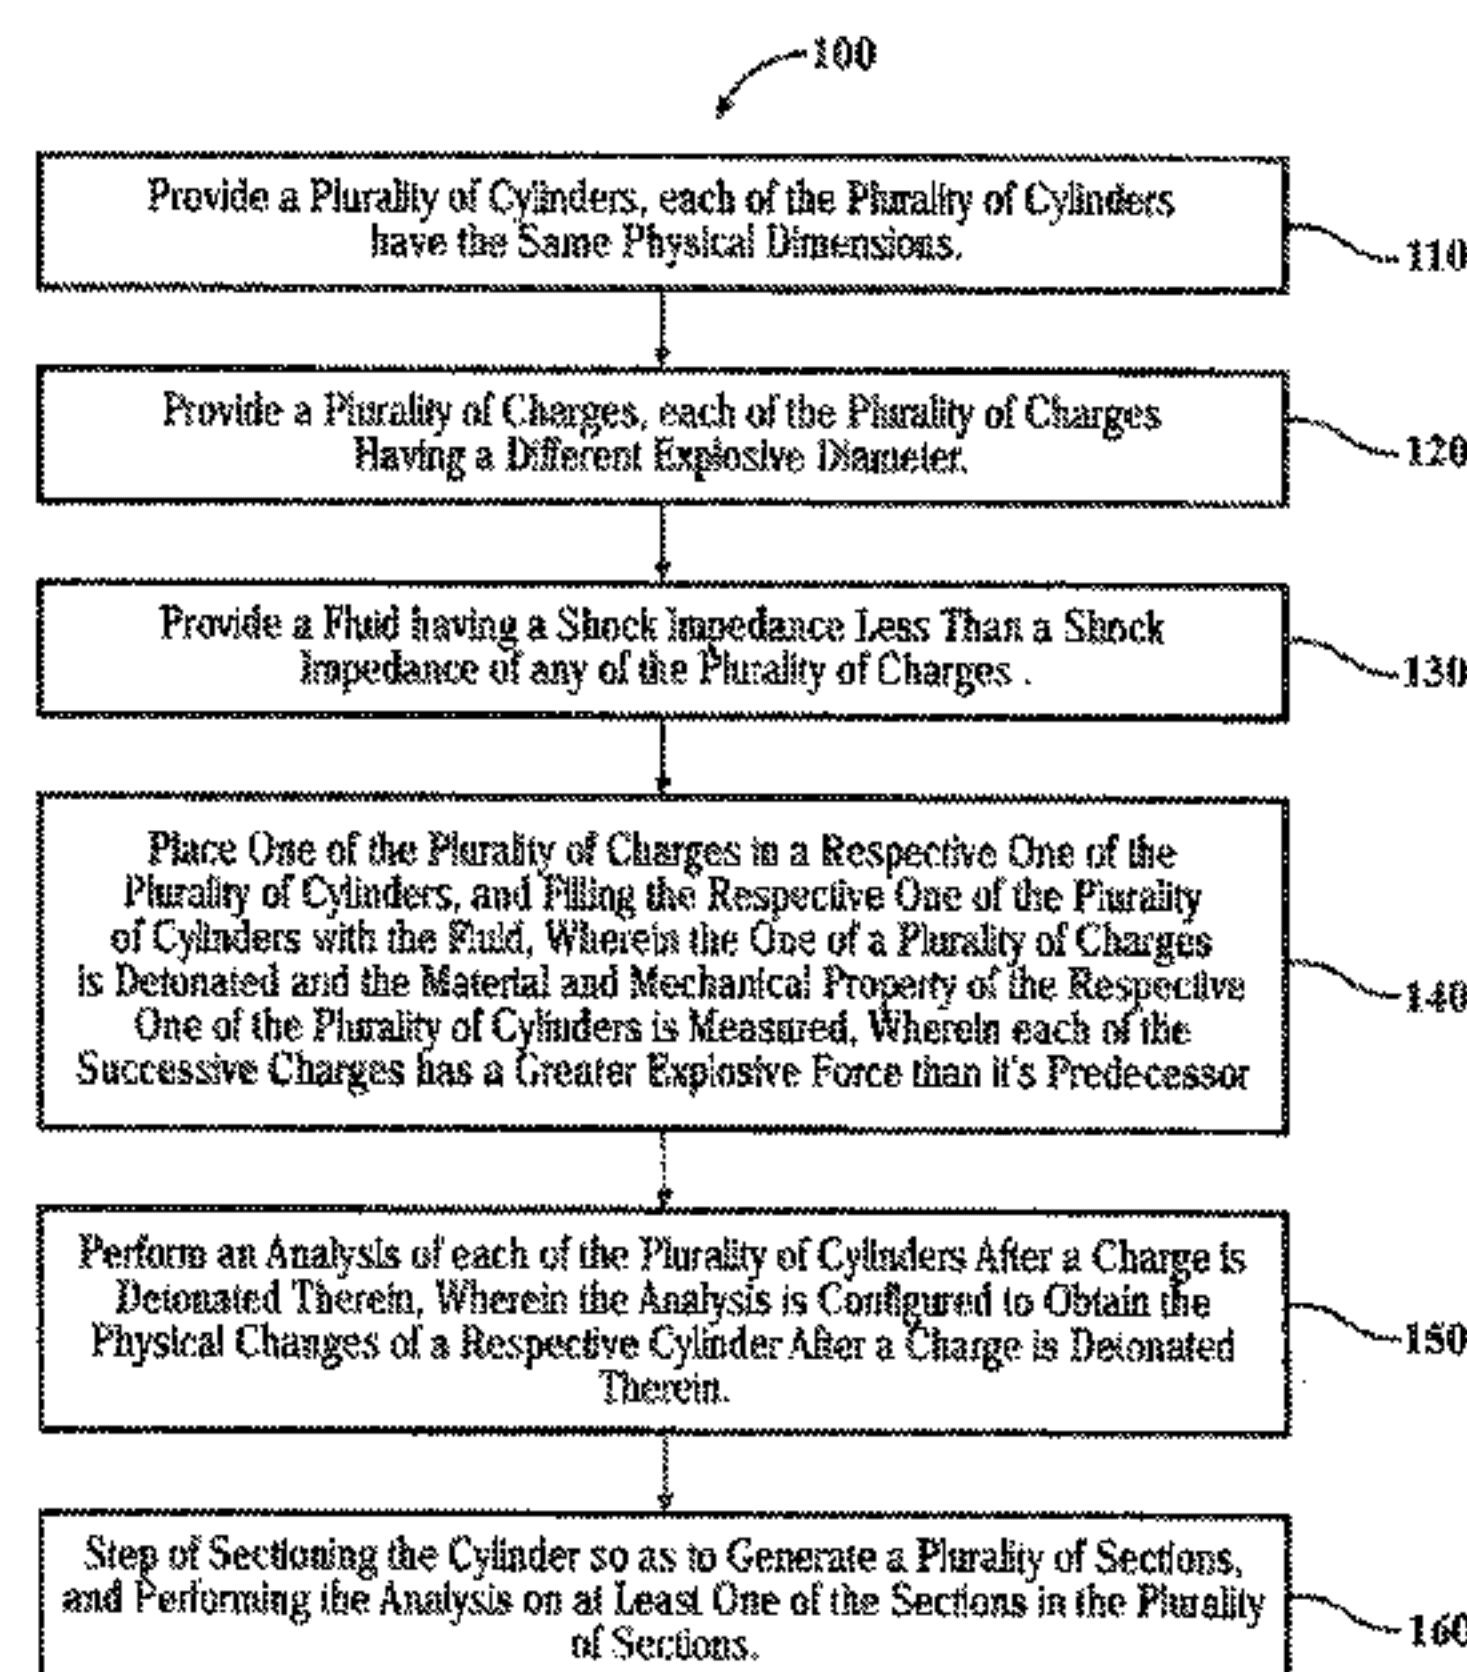 100
Provide a Plurality of Cylinders, each of the Plurality of Cylinders
have the Same Physical Dimensions.
110
Provide a Plurality of Charges, each of the Plurality of Charges
Having a Different Explosive Diameter.
120
Provide a Fluid having a Shock Impedance Less Than a Shock
Impedance of any of the Plurality of Charges .
130
Place One of the Plurality of Charges in a Respective One of the
Plurality of Cylinders, and Filling the Respective One of the Plurality
of Cylinders with the Fluid, Wherein the One of a Plurality of Charges
is Detonated and the Material and Mechanical Property of the Respective
One of the Plurality of Cylinders is Measured, Wherein each of the
Successive Charges has a Greater Explosive Force than it's Predecessor
140
Perform an Analysis of each of the Plurality of Cylinders After a Charge is
Detonated Therein, Wherein the Analysis is Configured to Obtain the
Physical Changes of a Respective Cylinder After a Charge is Detonated
Therein.
150
Step of Sectioning the Cylinder so as to Generate a Plurality of Sections,
and Performing the Analysis on at Least One of the Sections in the Plurality
of Sections.
160